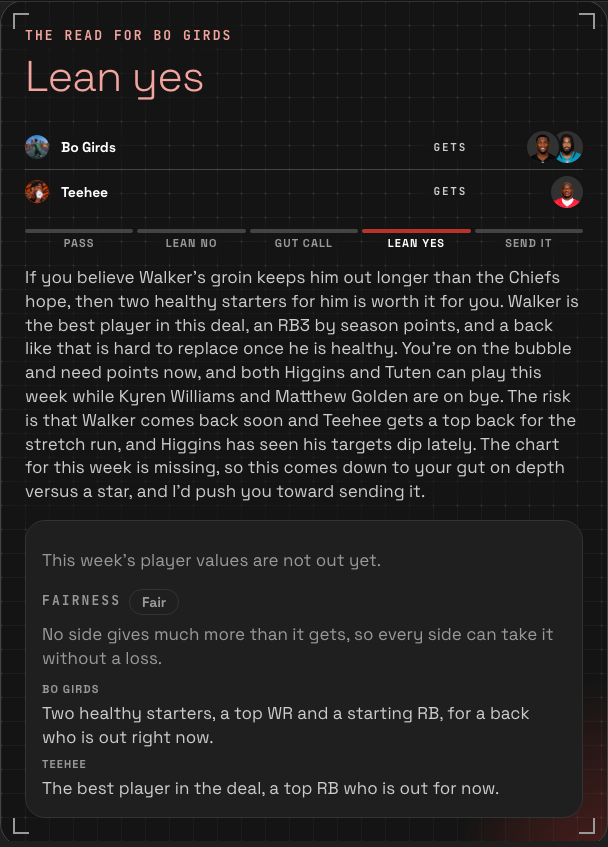 THE READ FOR BO GIRDS
Lean yes
Bo Girds GETS
Teehee GETS
PASS LEAN NO GUT CALL LEAN YES SEND IT
If you believe Walker's groin keeps him out longer than the Chiefs
hope, then two healthy starters for him is worth it for you. Walker is
the best player in this deal, an RB3 by season points, and a back
like that is hard to replace once he is healthy. You're on the bubble
and need points now, and both Higgins and Tuten can play this
week while Kyren Williams and Matthew Golden are on bye. The risk
is that Walker comes back soon and Teehee gets a top back for the
stretch run, and Higgins has seen his targets dip lately. The chart
for this week is missing, so this comes down to your gut on depth
versus a star, and I'd push you toward sending it.
This week's player values are not out yet.
FAIRNESS Fair
No side gives much more than it gets, so every side can take it
without a loss.
BO GIRDS
Two healthy starters, a top WR and a starting RB, for a back
who is out right now.
TEEHEE
The best player in the deal, a top RB who is out for now.